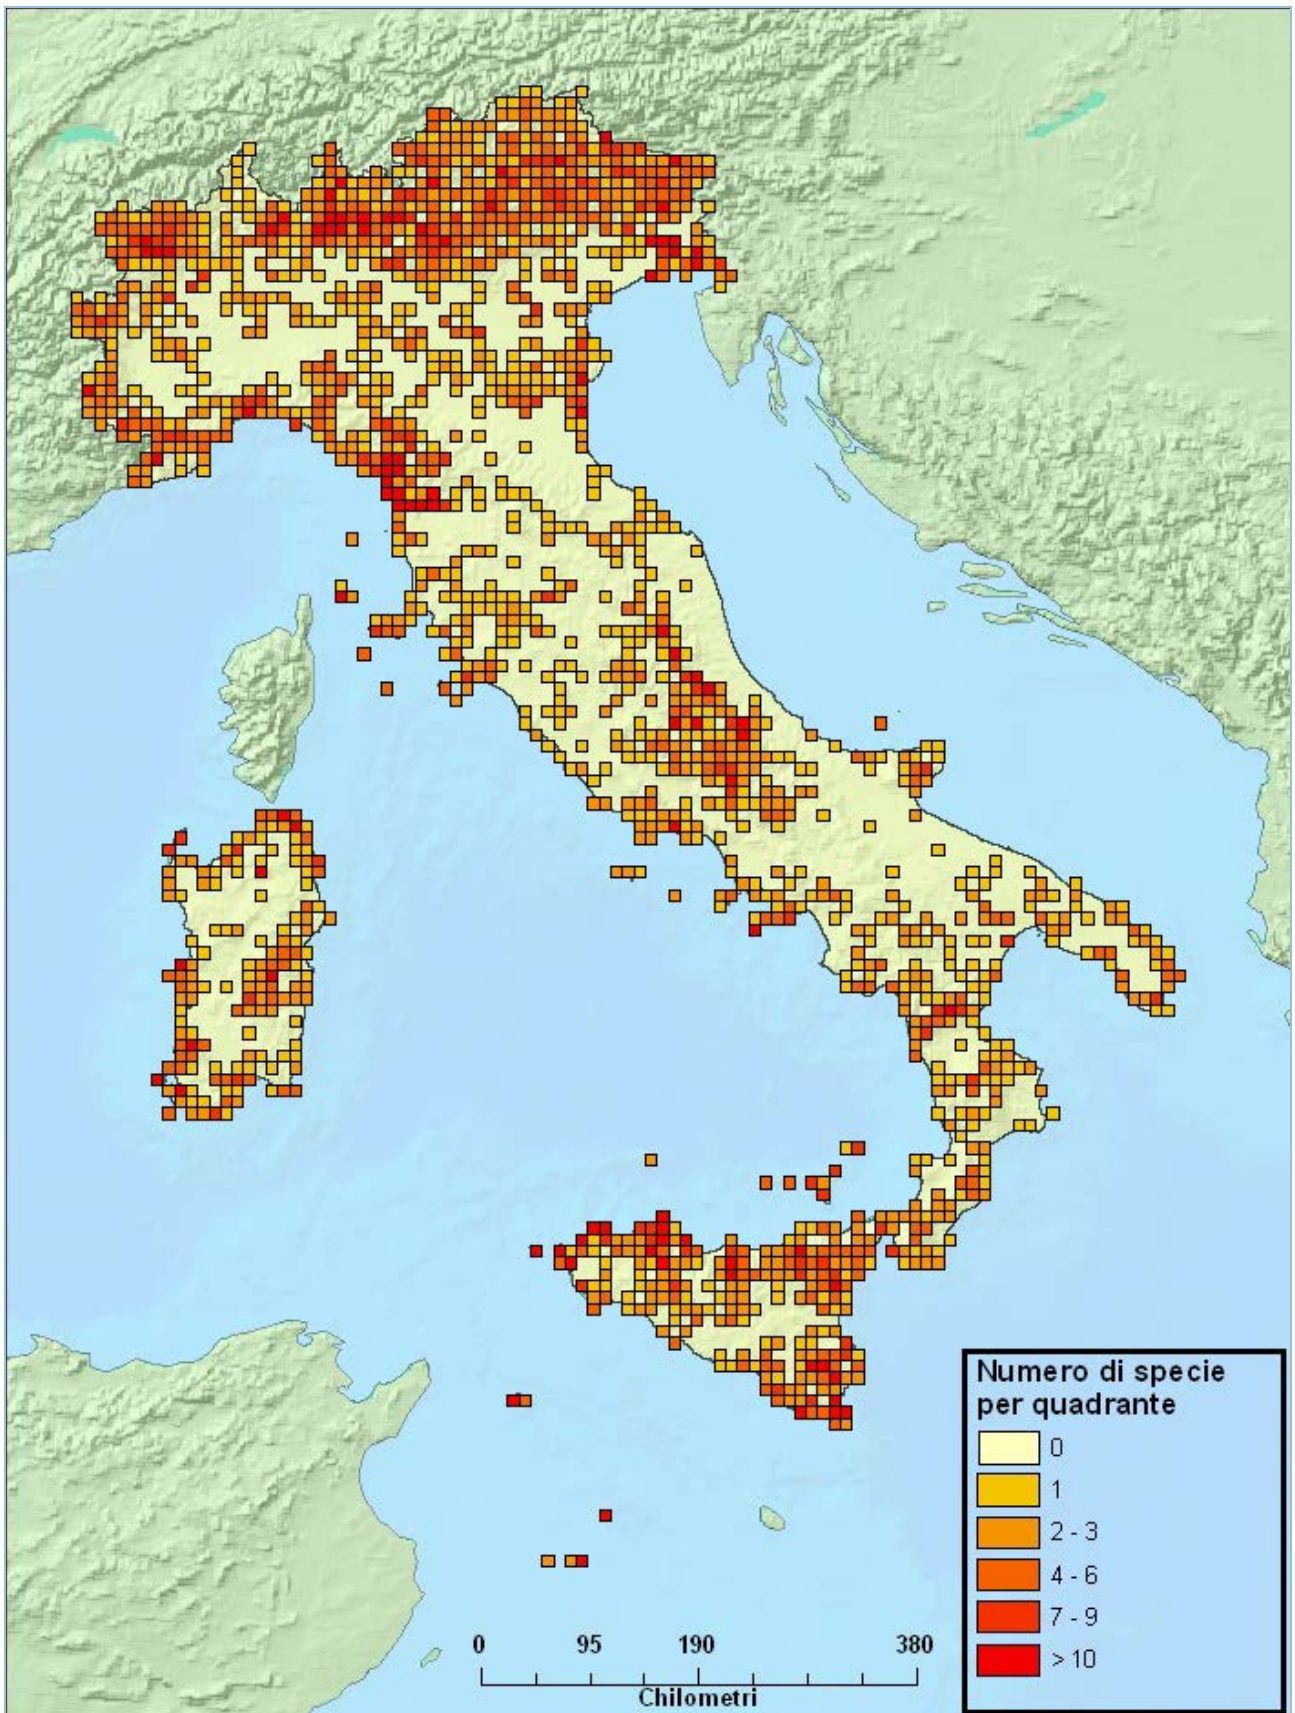 Numero di specie
per quadrante
0
1
2 - 3
4 - 6
7 - 9
> 10
0 95 190 380
Chilometri